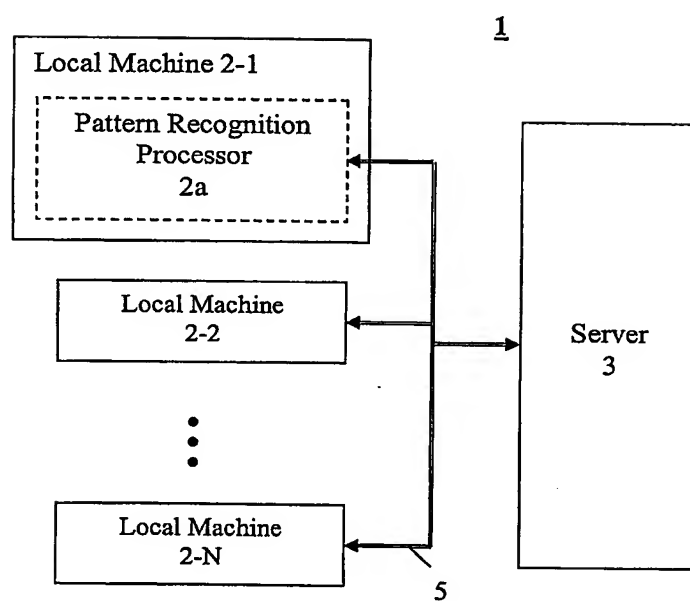 1
Local Machine 2-1
Pattern Recognition
Processor
2a
Local Machine
2-2
Server
3
Local Machine
2-N
5